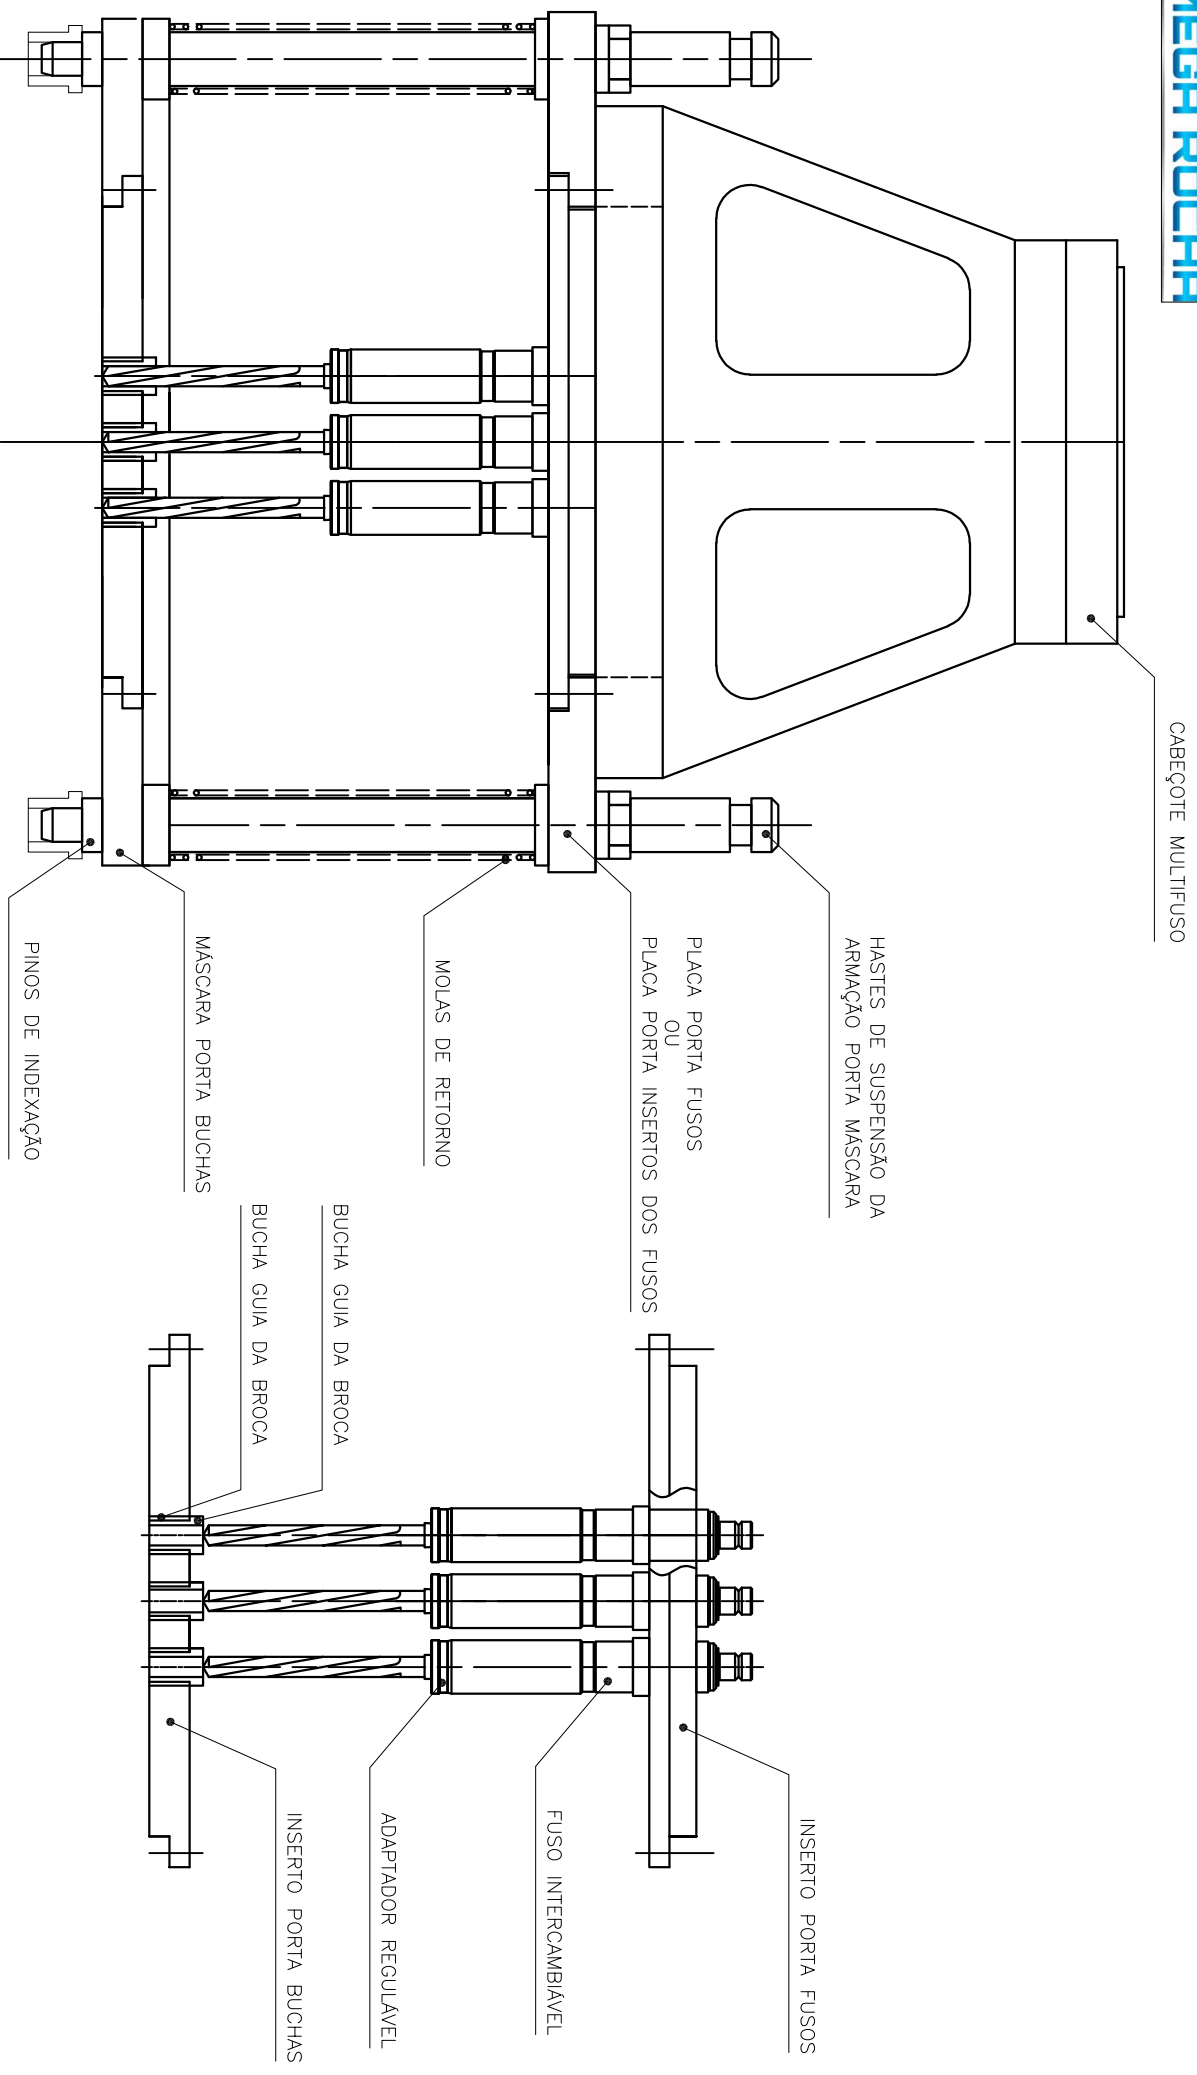 MEGA ROCHA
CABEÇOTE MULTIFUSO
HASTES DE SUSPENSÃO DA
ARMAÇÃO PORTA MÁSCARA
PLACA PORTA FUSOS
OU
PLACA PORTA INSERTOS DOS FUSOS
MOLAS DE RETORNO
MÁSCARA PORTA BUCHAS
PINOS DE INDEXAÇÃO
BUCHA GUIA DA BROCA
BUCHA GUIA DA BROCA
INSERTO PORTA FUSOS
FUSO INTERCAMBIÁVEL
ADAPTADOR REGULÁVEL
INSERTO PORTA BUCHAS